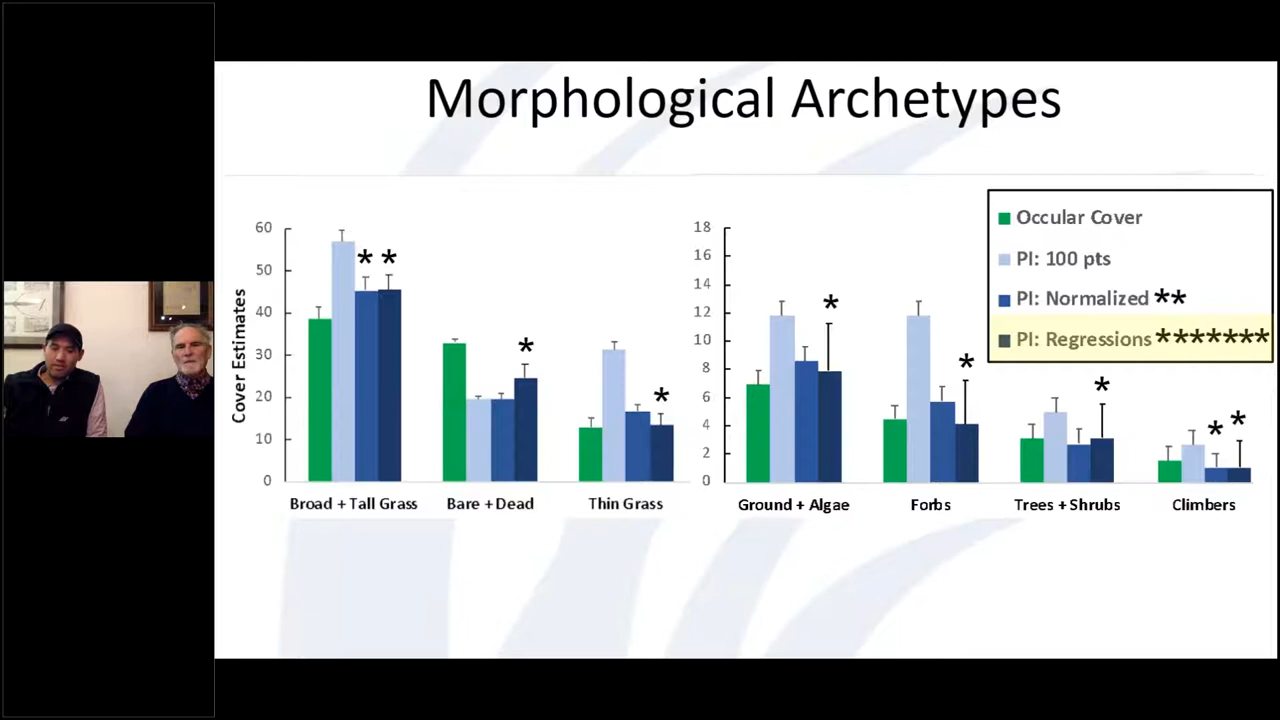 Morphological Archetypes
Occular Cover
PI: 100 pts
PI: Normalized **
PI: Regressions *******
Cover Estimates
60
50
40
30
20
10
0
* *
*
*
Broad + Tall Grass
Bare + Dead
Thin Grass
18
16
14
12
10
8
6
4
2
0
*
*
*
* *
Ground + Algae
Forbs
Trees + Shrubs
Climbers